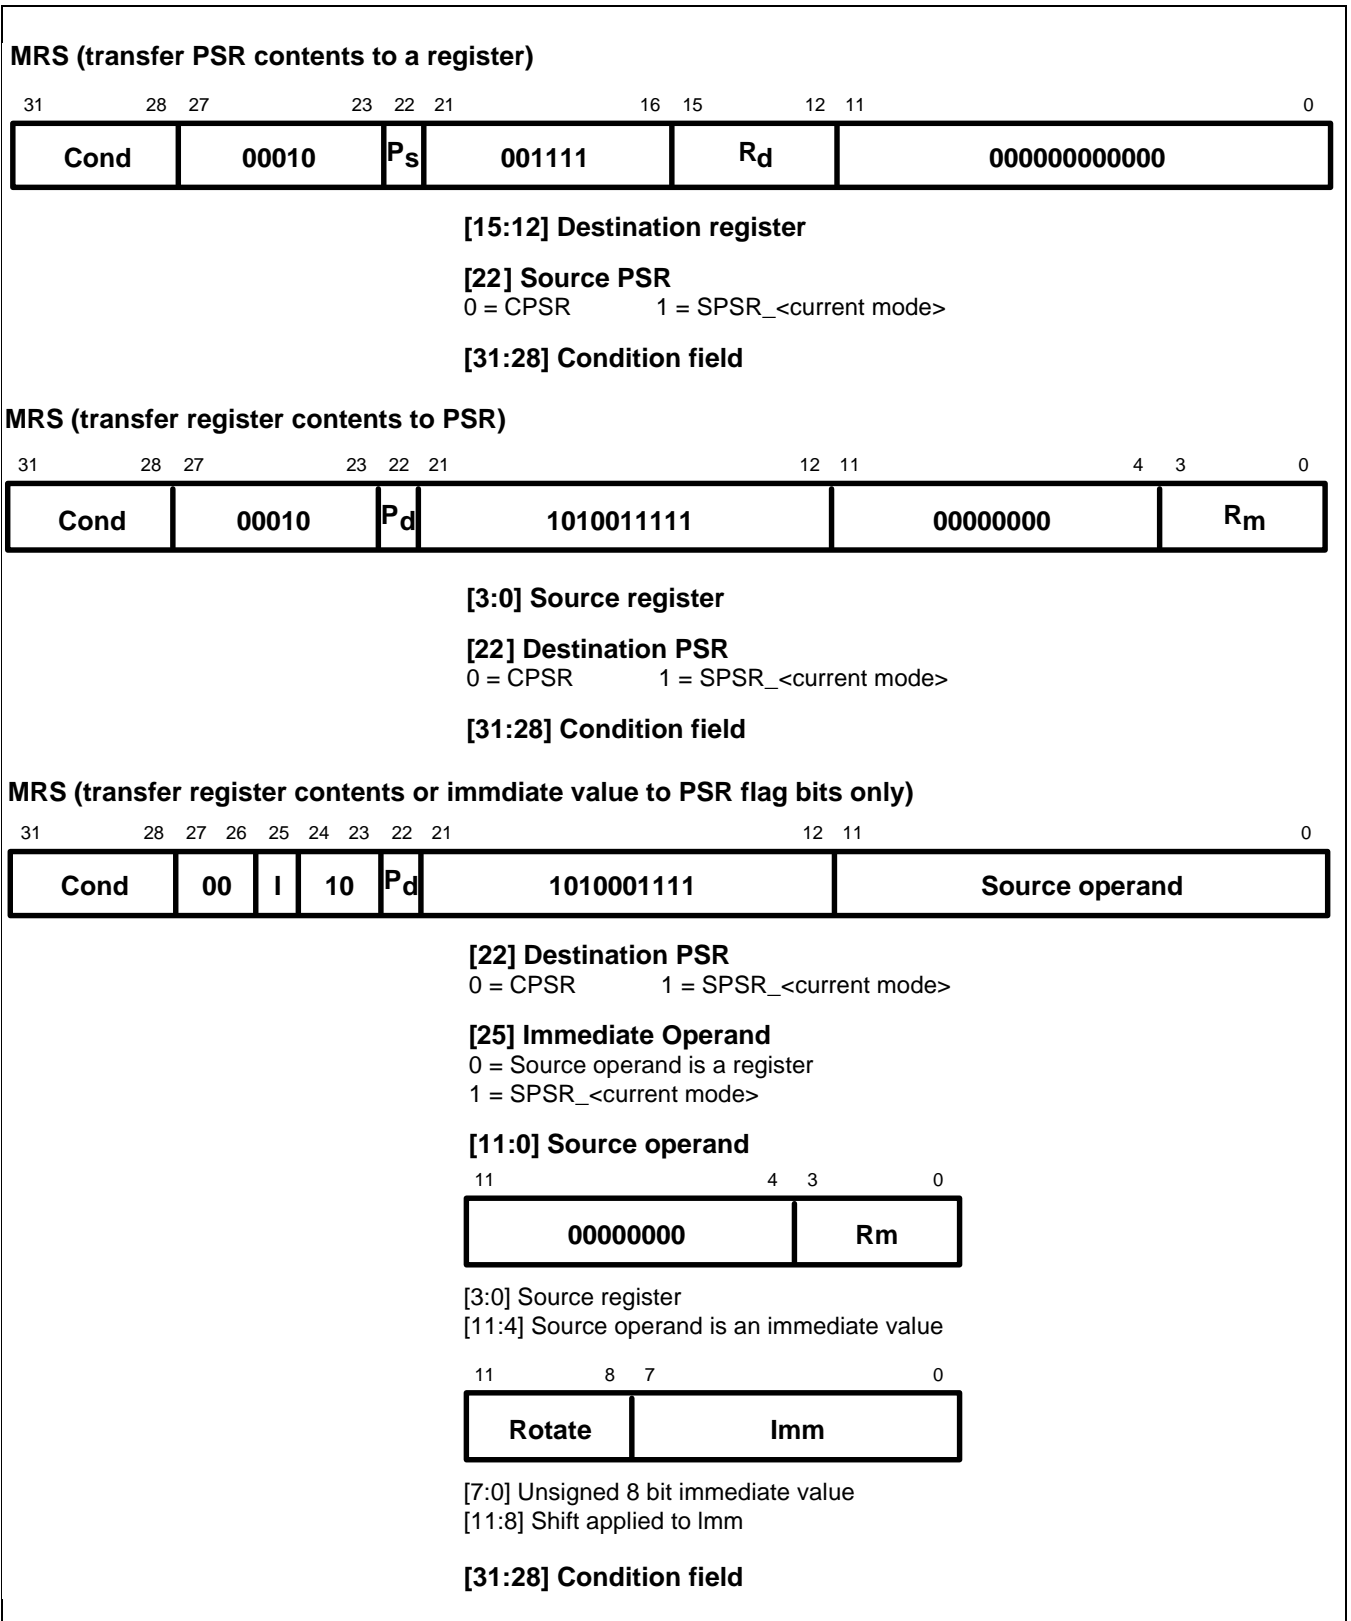 MRS (transfer PSR contents to a register)
31 28 27 23 22 21 16 15 12 11 0
Cond 00010 Ps 001111 Rd 000000000000
[15:12] Destination register
[22] Source PSR
0 = CPSR 1 = SPSR_<current mode>
[31:28] Condition field
MRS (transfer register contents to PSR)
31 28 27 23 22 21 12 11 4 3 0
Cond 00010 Pd 1010011111 00000000 Rm
[3:0] Source register
[22] Destination PSR
0 = CPSR 1 = SPSR_<current mode>
[31:28] Condition field
MRS (transfer register contents or immdiate value to PSR flag bits only)
31 28 27 26 25 24 23 22 21 12 11 0
Cond 00 I 10 Pd 1010001111 Source operand
[22] Destination PSR
0 = CPSR 1 = SPSR_<current mode>
[25] Immediate Operand
0 = Source operand is a register
1 = SPSR_<current mode>
[11:0] Source operand
11 4 3 0
00000000 Rm
[3:0] Source register
[11:4] Source operand is an immediate value
11 8 7 0
Rotate Imm
[7:0] Unsigned 8 bit immediate value
[11:8] Shift applied to Imm
[31:28] Condition field